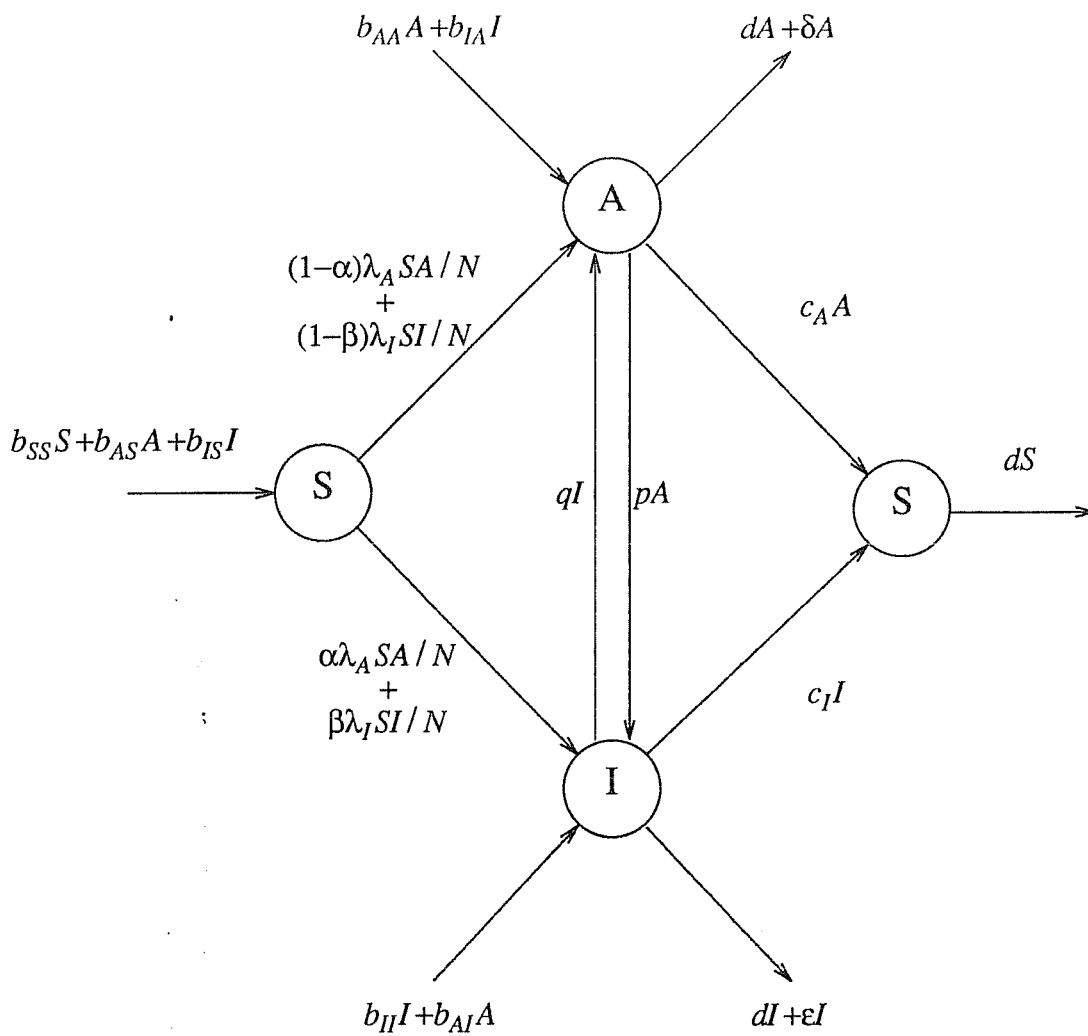 b_{AA}A+b_{IA}I
dA+δA
A
(1−α)λ_A SA/N
+
(1−β)λ_I SI/N
c_A A
b_{SS}S+b_{AS}A+b_{IS}I
S
qI
pA
S
dS
αλ_A SA/N
+
βλ_I SI/N
c_I I
I
b_{II}I+b_{AI}A
dI+εI